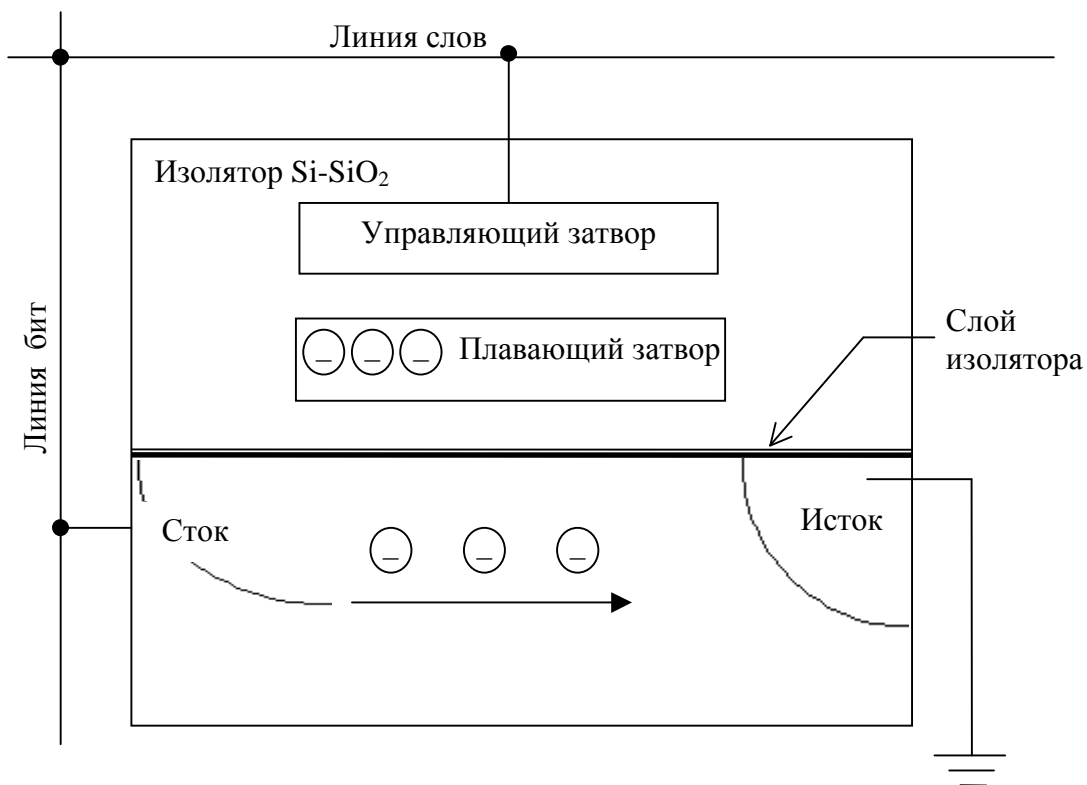 Линия слов
Изолятор Si-SiO₂
Управляющий затвор
Линия бит
_ _ _ Плавающий затвор
Слой
изолятора
Сток
_ _ _
Исток